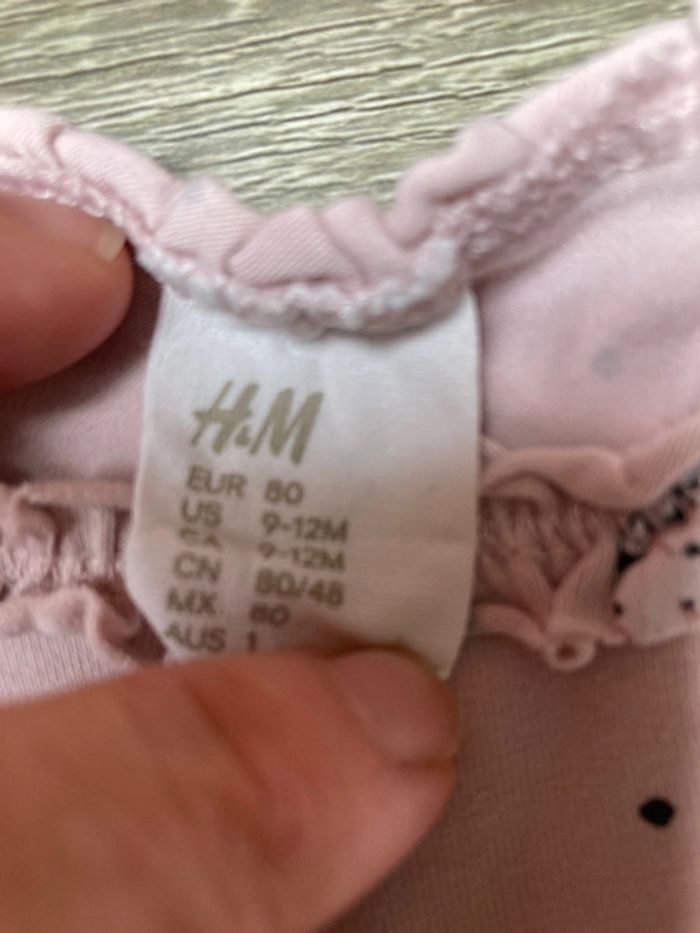 H&M
EUR 80
US 9-12M
CA 9-12M
CN 80/48
MX 80
AUS 1